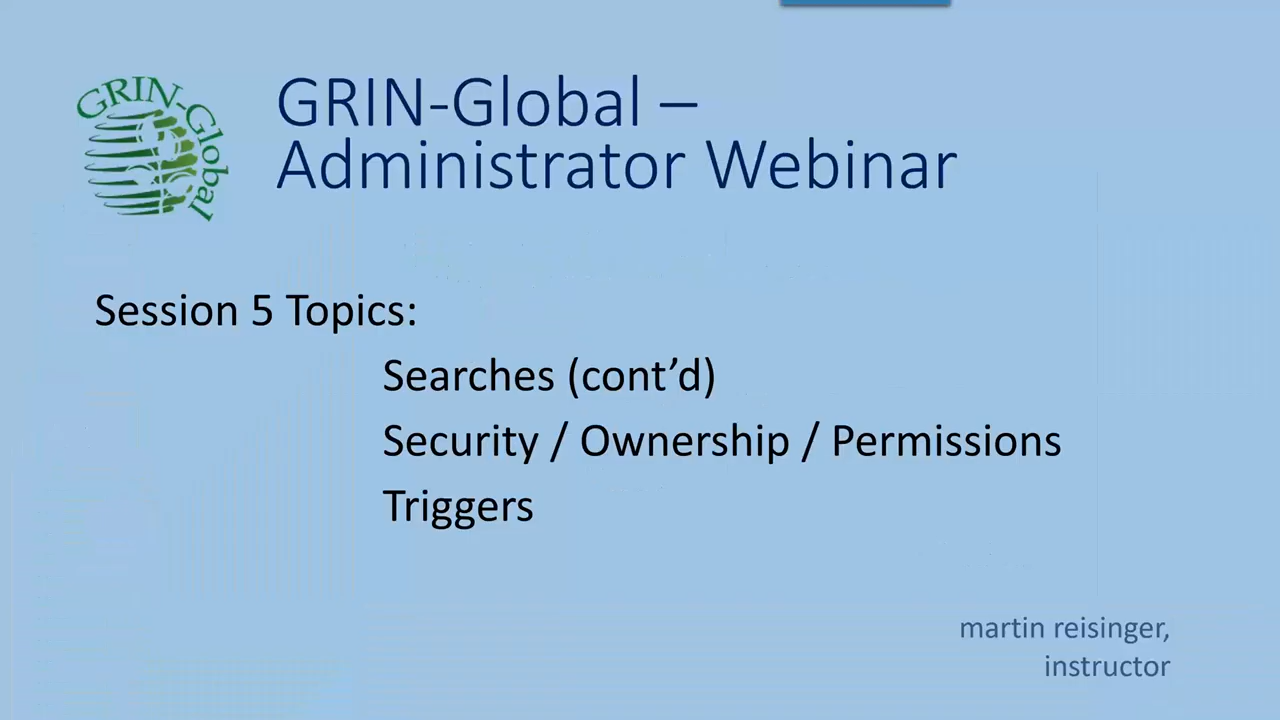 GRIN-Global
GRIN-Global –
Administrator Webinar
Session 5 Topics:
Searches (cont’d)
Security / Ownership / Permissions
Triggers
martin reisinger,
instructor